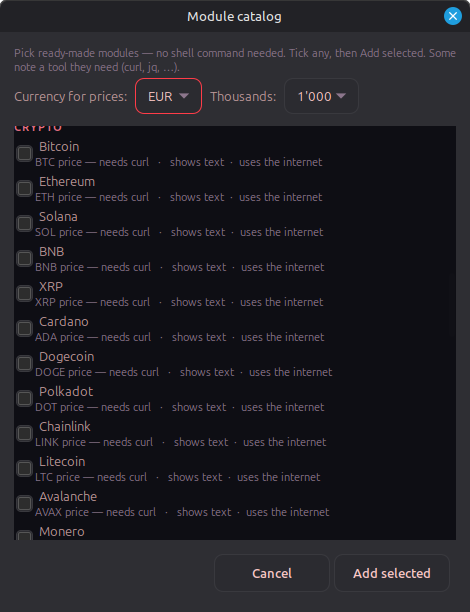 Module catalog
Pick ready-made modules — no shell command needed. Tick any, then Add selected. Some
note a tool they need (curl, jq, …).
Currency for prices: EUR Thousands: 1'000
CRYPTO
Bitcoin
BTC price — needs curl · shows text · uses the internet
Ethereum
ETH price — needs curl · shows text · uses the internet
Solana
SOL price — needs curl · shows text · uses the internet
BNB
BNB price — needs curl · shows text · uses the internet
XRP
XRP price — needs curl · shows text · uses the internet
Cardano
ADA price — needs curl · shows text · uses the internet
Dogecoin
DOGE price — needs curl · shows text · uses the internet
Polkadot
DOT price — needs curl · shows text · uses the internet
Chainlink
LINK price — needs curl · shows text · uses the internet
Litecoin
LTC price — needs curl · shows text · uses the internet
Avalanche
AVAX price — needs curl · shows text · uses the internet
Monero
Cancel Add selected